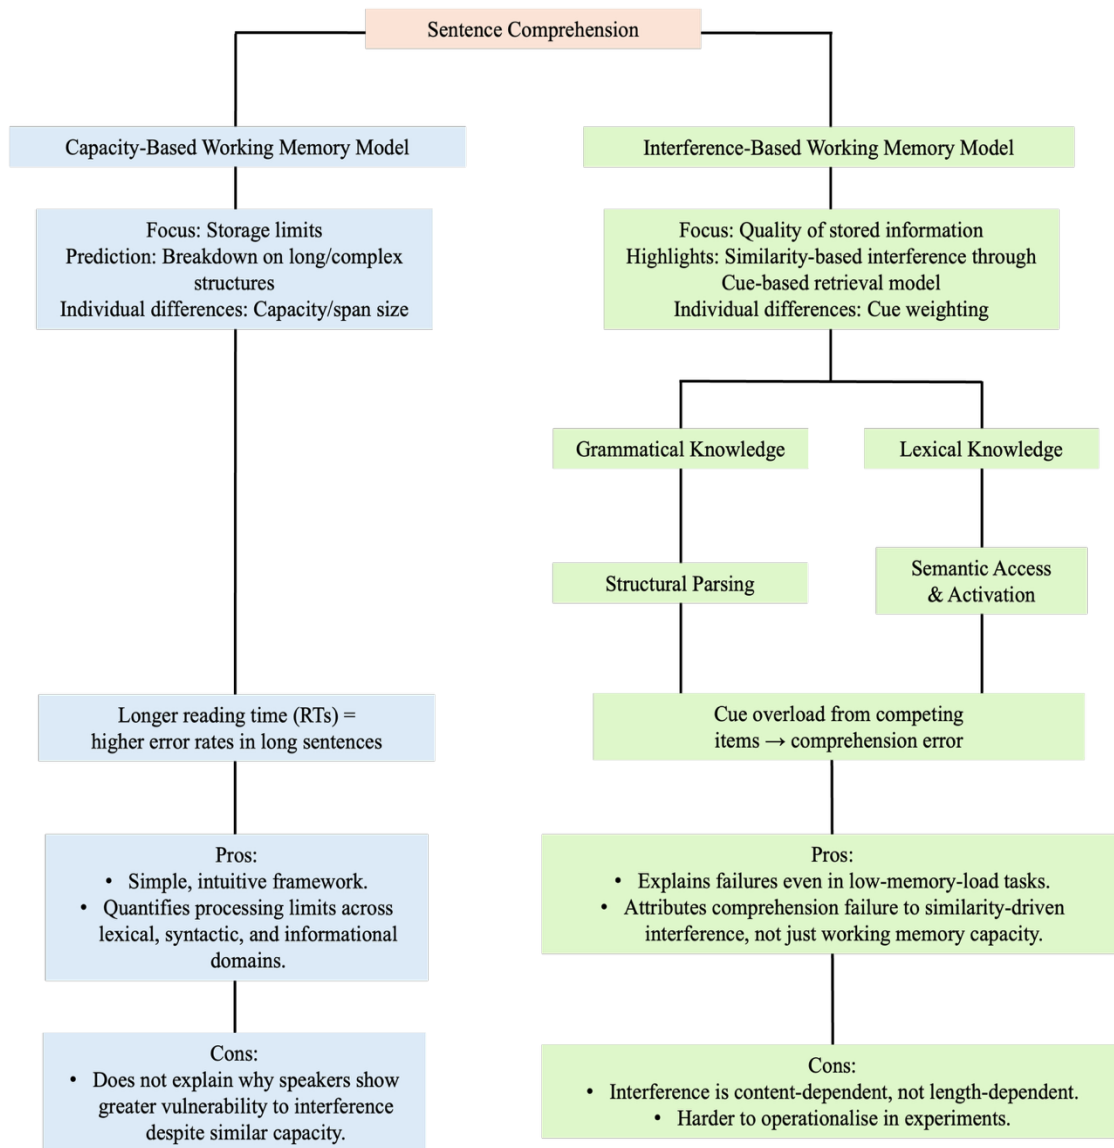 Sentence Comprehension
Capacity-Based Working Memory Model
Focus: Storage limits
Prediction: Breakdown on long/complex
structures
Individual differences: Capacity/span size
Longer reading time (RTs) =
higher error rates in long sentences
Pros:
• Simple, intuitive framework.
• Quantifies processing limits across
lexical, syntactic, and informational
domains.
Cons:
• Does not explain why speakers show
greater vulnerability to interference
despite similar capacity.
Interference-Based Working Memory Model
Focus: Quality of stored information
Highlights: Similarity-based interference through
Cue-based retrieval model
Individual differences: Cue weighting
Grammatical Knowledge
Structural Parsing
Lexical Knowledge
Semantic Access
& Activation
Cue overload from competing
items → comprehension error
Pros:
• Explains failures even in low-memory-load tasks.
• Attributes comprehension failure to similarity-driven
interference, not just working memory capacity.
Cons:
• Interference is content-dependent, not length-dependent.
• Harder to operationalise in experiments.